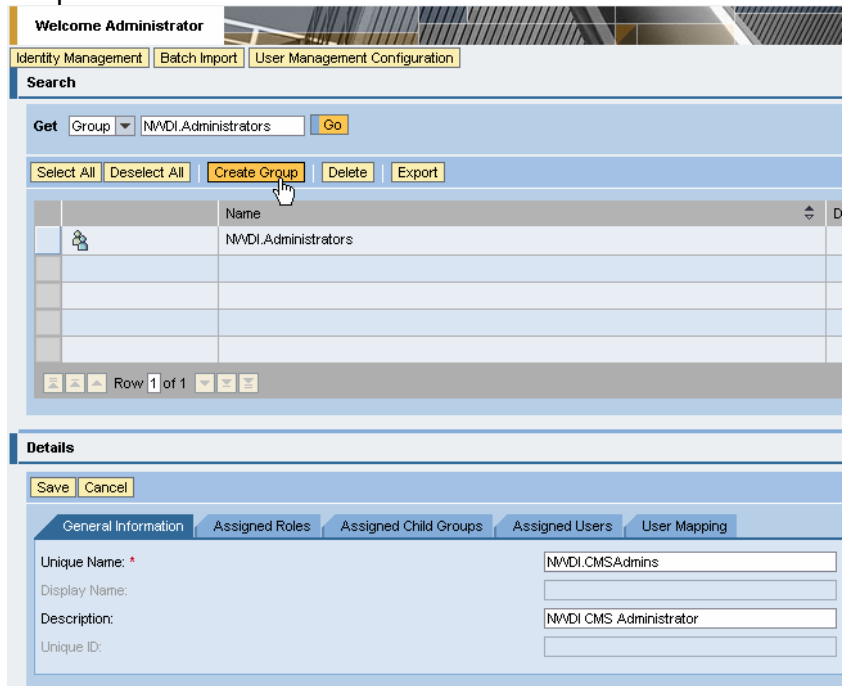 Welcome Administrator
Identity Management Batch Import User Management Configuration
Search
Get Group NWDI.Administrators Go
Select All Deselect All Create Group Delete Export
Name D
NWDI.Administrators
Row 1 of 1
Details
Save Cancel
General Information Assigned Roles Assigned Child Groups Assigned Users User Mapping
Unique Name: * NWDI.CMSAdmins
Display Name:
Description: NWDI CMS Administrator
Unique ID: